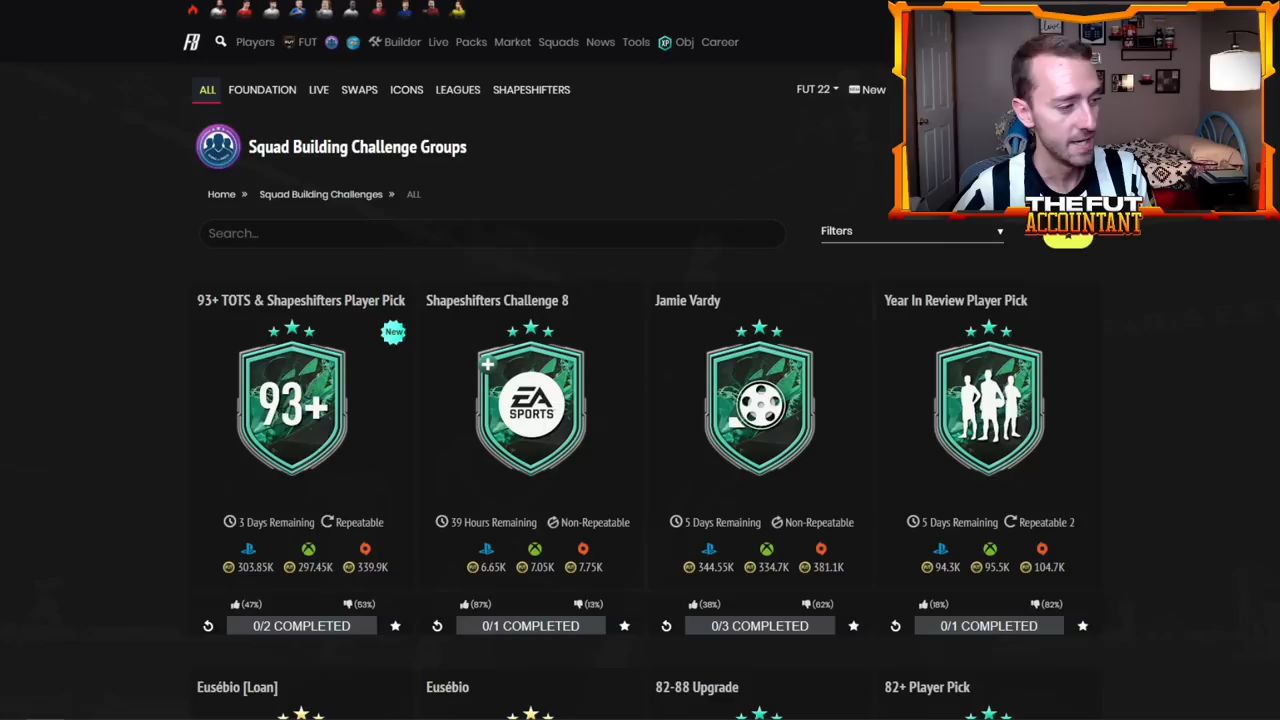 Players FUT Builder Live Packs Market Squads News Tools Obj Career
ALL FOUNDATION LIVE SWAPS ICONS LEAGUES SHAPESHIFTERS FUT 22 New
Squad Building Challenge Groups
Home » Squad Building Challenges » ALL
Search...
Filters
THE FUT
ACCOUNTANT
93+ TOTS & Shapeshifters Player Pick
New
93+
3 Days Remaining Repeatable
303.85K 297.45K 339.9K
(47%) (53%)
0/2 COMPLETED
Shapeshifters Challenge 8
EA
SPORTS
39 Hours Remaining Non-Repeatable
6.65K 7.05K 7.75K
(87%) (13%)
0/1 COMPLETED
Jamie Vardy
5 Days Remaining Non-Repeatable
344.55K 334.7K 381.1K
(38%) (62%)
0/3 COMPLETED
Year In Review Player Pick
5 Days Remaining Repeatable 2
94.3K 95.5K 104.7K
(18%) (82%)
0/1 COMPLETED
Eusébio [Loan]
Eusébio
82-88 Upgrade
82+ Player Pick